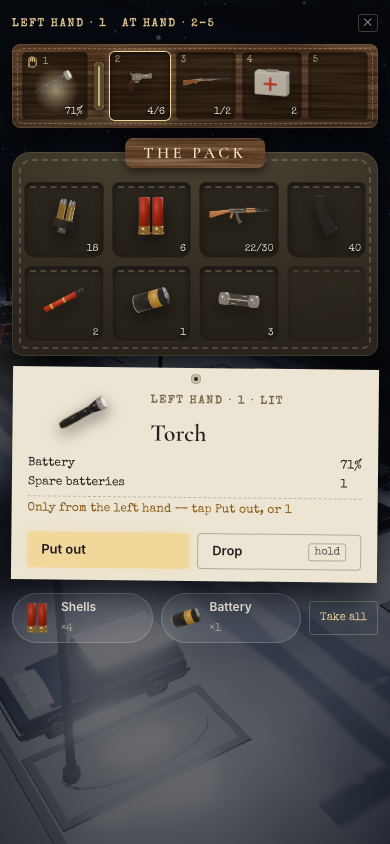 LEFT HAND · 1 AT HAND · 2-5
1
71%
2
4/6
3
1/2
4
2
5
THE PACK
18
6
22/30
40
2
1
3
LEFT HAND · 1 · LIT
Torch
Battery 71%
Spare batteries 1
Only from the left hand — tap Put out, or 1
Put out
Drop hold
Shells
×4
Battery
×1
Take all